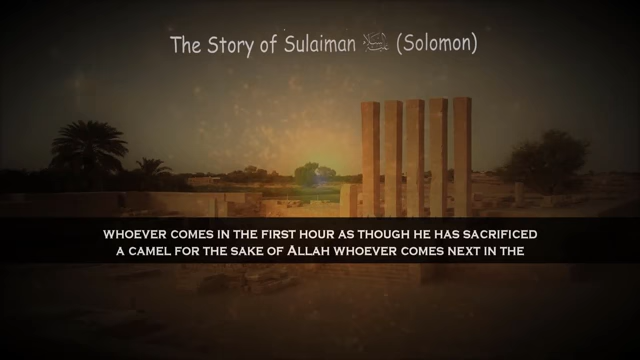 The Story of Sulaiman (Solomon)
WHOEVER COMES IN THE FIRST HOUR AS THOUGH HE HAS SACRIFICED
A CAMEL FOR THE SAKE OF ALLAH WHOEVER COMES NEXT IN THE